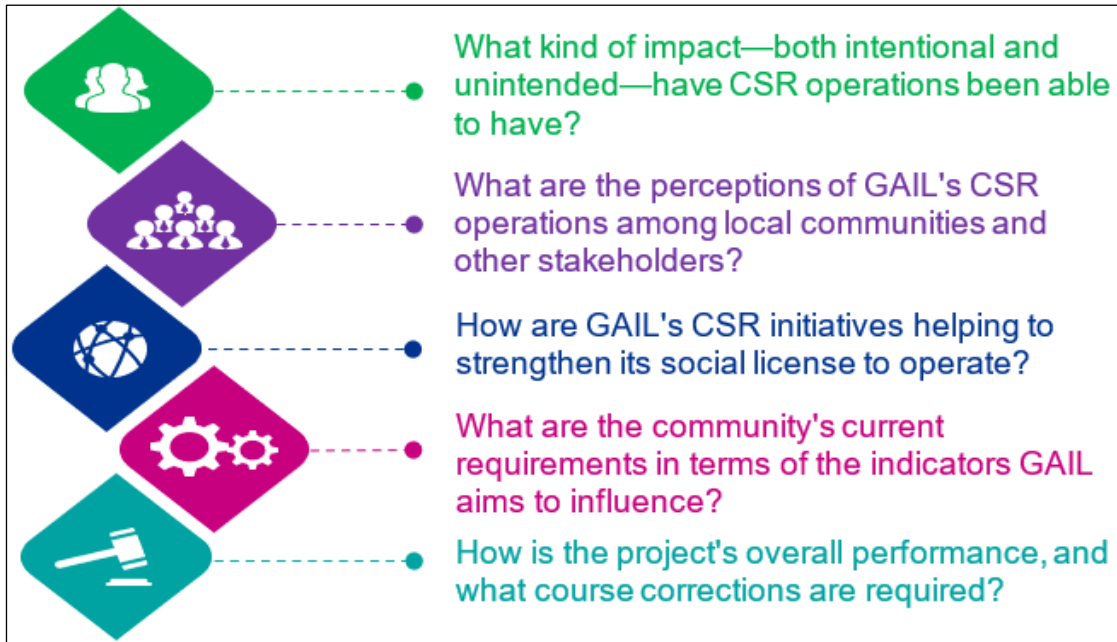 What kind of impact—both intentional and
unintended—have CSR operations been able
to have?
What are the perceptions of GAIL's CSR
operations among local communities and
other stakeholders?
How are GAIL's CSR initiatives helping to
strengthen its social license to operate?
What are the community's current
requirements in terms of the indicators GAIL
aims to influence?
How is the project's overall performance, and
what course corrections are required?